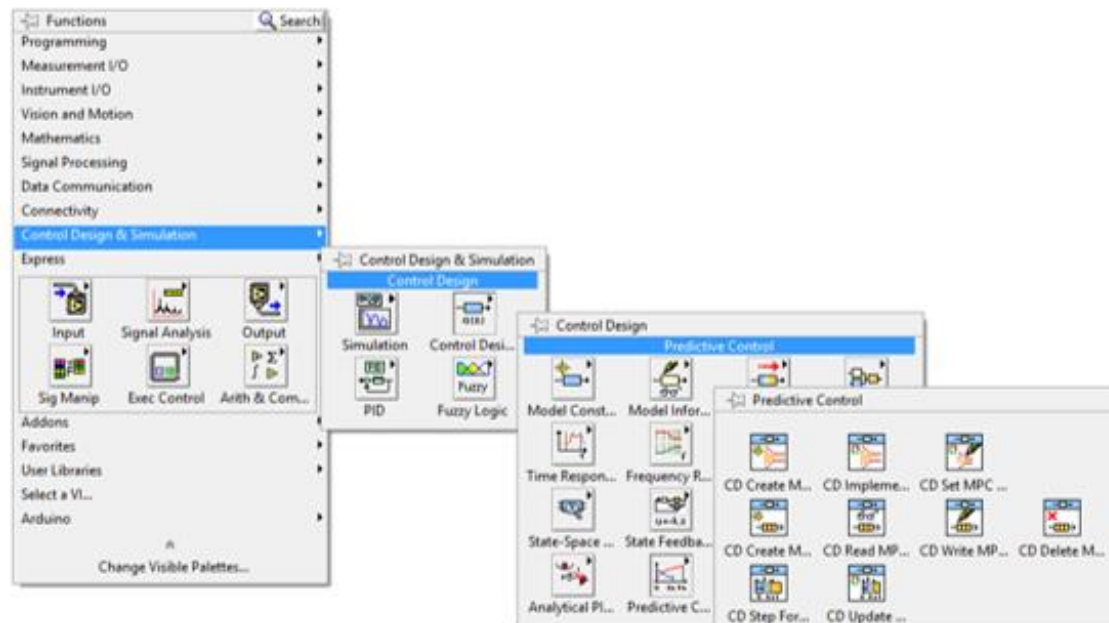 Functions
Search
Programming
Measurement I/O
Instrument I/O
Vision and Motion
Mathematics
Signal Processing
Data Communication
Connectivity
Control Design & Simulation
Express
Input Signal Analysis Output
Sig Manip Exec Control Arith & Com...
Addons
Favorites
User Libraries
Select a VI...
Arduino
Change Visible Palettes...
Control Design & Simulation
Control Design
Simulation Control Desi...
Fuzzy
PID Fuzzy Logic
Control Design
Predictive Control
Model Const... Model Infor...
Time Respon... Frequency R...
State-Space ... State Feedba...
Analytical Pl... Predictive C...
Predictive Control
CD Create M... CD Impleme... CD Set MPC ...
CD Create M... CD Read MP... CD Write MP... CD Delete M...
CD Step For... CD Update ...